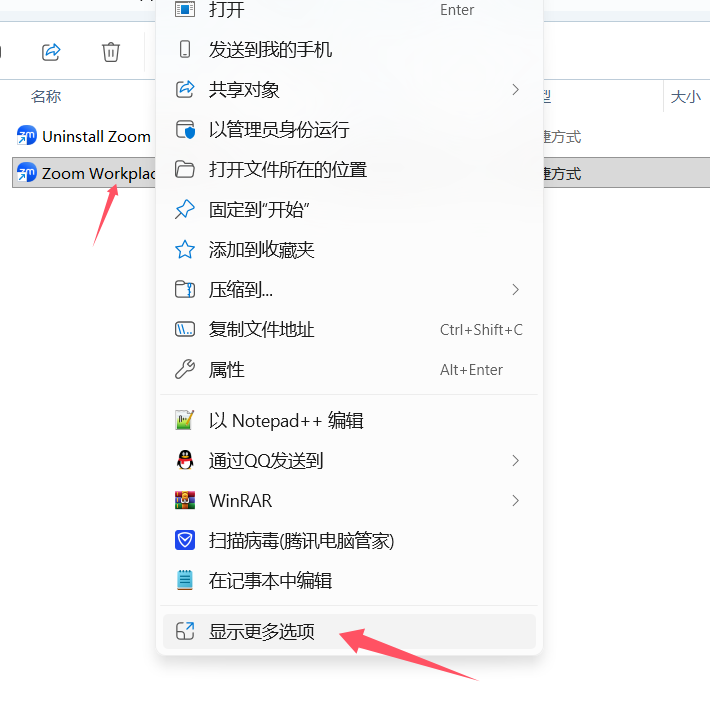 打开 Enter
发送到我的手机
共享对象
名称 型 大小
以管理员身份运行
Uninstall Zoom 捷方式
打开文件所在的位置
Zoom Workplac 捷方式
固定到“开始”
添加到收藏夹
压缩到...
复制文件地址 Ctrl+Shift+C
属性 Alt+Enter
以 Notepad++ 编辑
通过QQ发送到
WinRAR
扫描病毒(腾讯电脑管家)
在记事本中编辑
显示更多选项